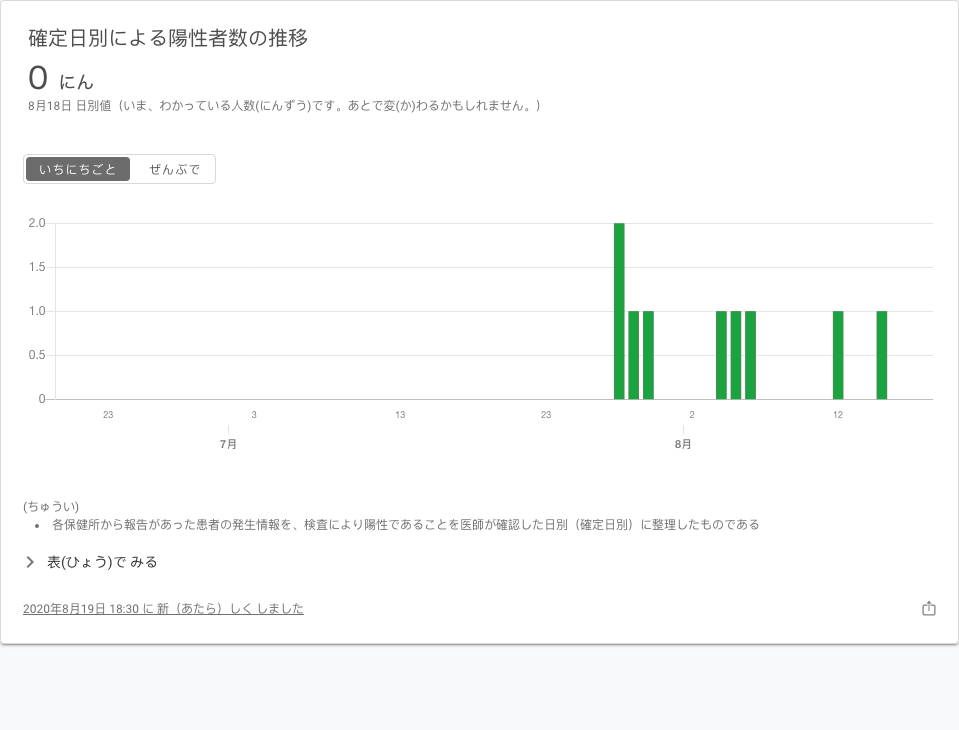 確定日別による陽性者数の推移
0 にん
8月18日 日別値（いま、わかっている人数(にんずう)です。あとで変(か)わるかもしれません。）
いちにちごと ぜんぶで
2.0
1.5
1.0
0.5
0
23 3 13 23 2 12
7月 8月
(ちゅうい)
• 各保健所から報告があった患者の発生情報を、検査により陽性であることを医師が確認した日別（確定日別）に整理したものである
表(ひょう)で みる
2020年8月19日 18:30 に 新（あたら）しく しました